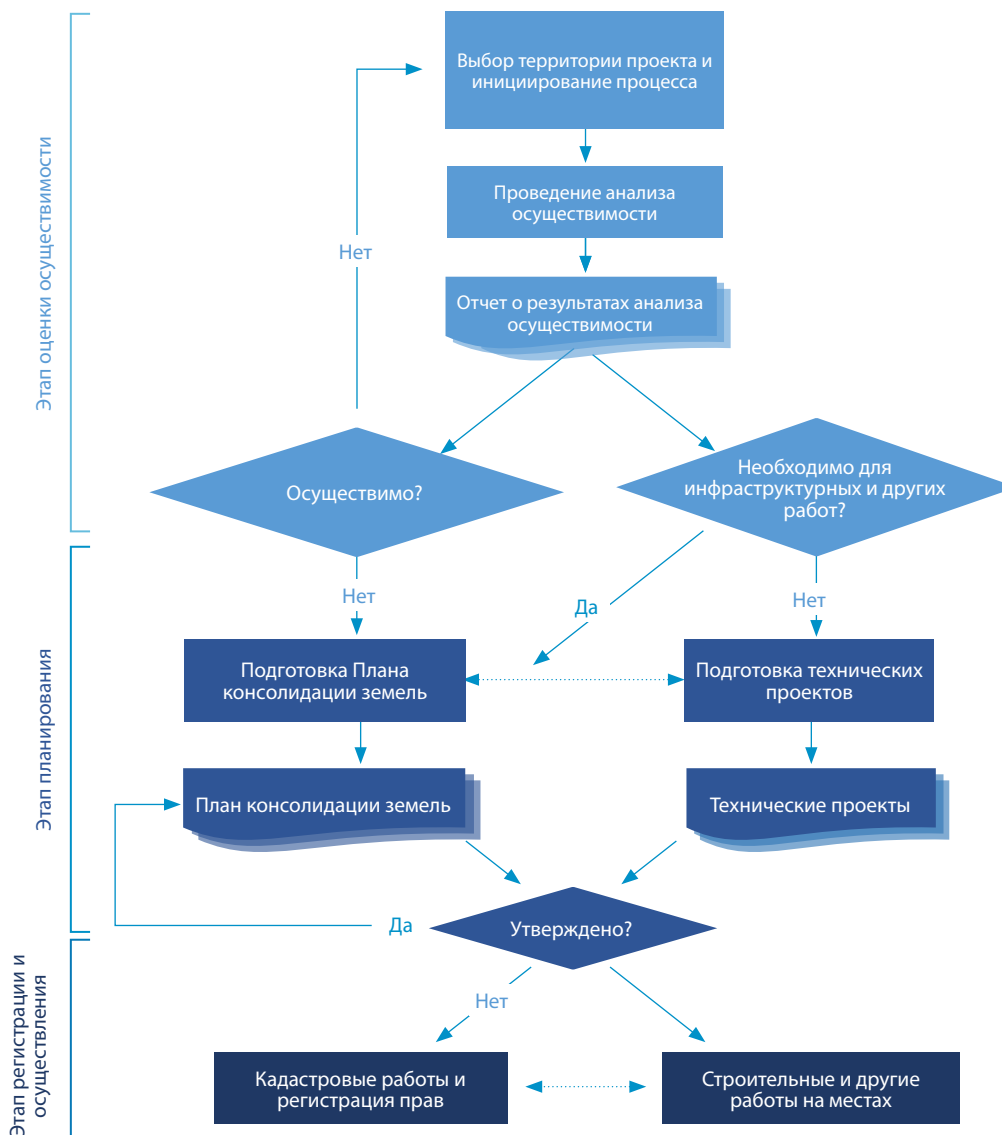 Этап оценки осуществимости
Выбор территории проекта и
инициирование процесса
Проведение анализа
осуществимости
Нет
Отчет о результатах анализа
осуществимости
Осуществимо?
Необходимо для
инфраструктурных и других
работ?
Этап планирования
Нет
Да
Нет
Подготовка Плана
консолидации земель
Подготовка технических
проектов
План консолидации земель
Технические проекты
Да
Утверждено?
Этап регистрации и
осуществления
Нет
Кадастровые работы и
регистрация прав
Строительные и другие
работы на местах